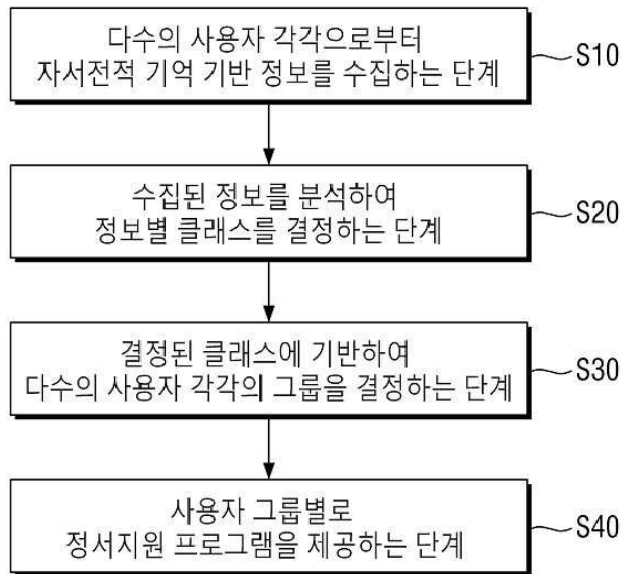 다수의 사용자 각각으로부터
자서전적 기억 기반 정보를 수집하는 단계
S10
수집된 정보를 분석하여
정보별 클래스를 결정하는 단계
S20
결정된 클래스에 기반하여
다수의 사용자 각각의 그룹을 결정하는 단계
S30
사용자 그룹별로
정서지원 프로그램을 제공하는 단계
S40